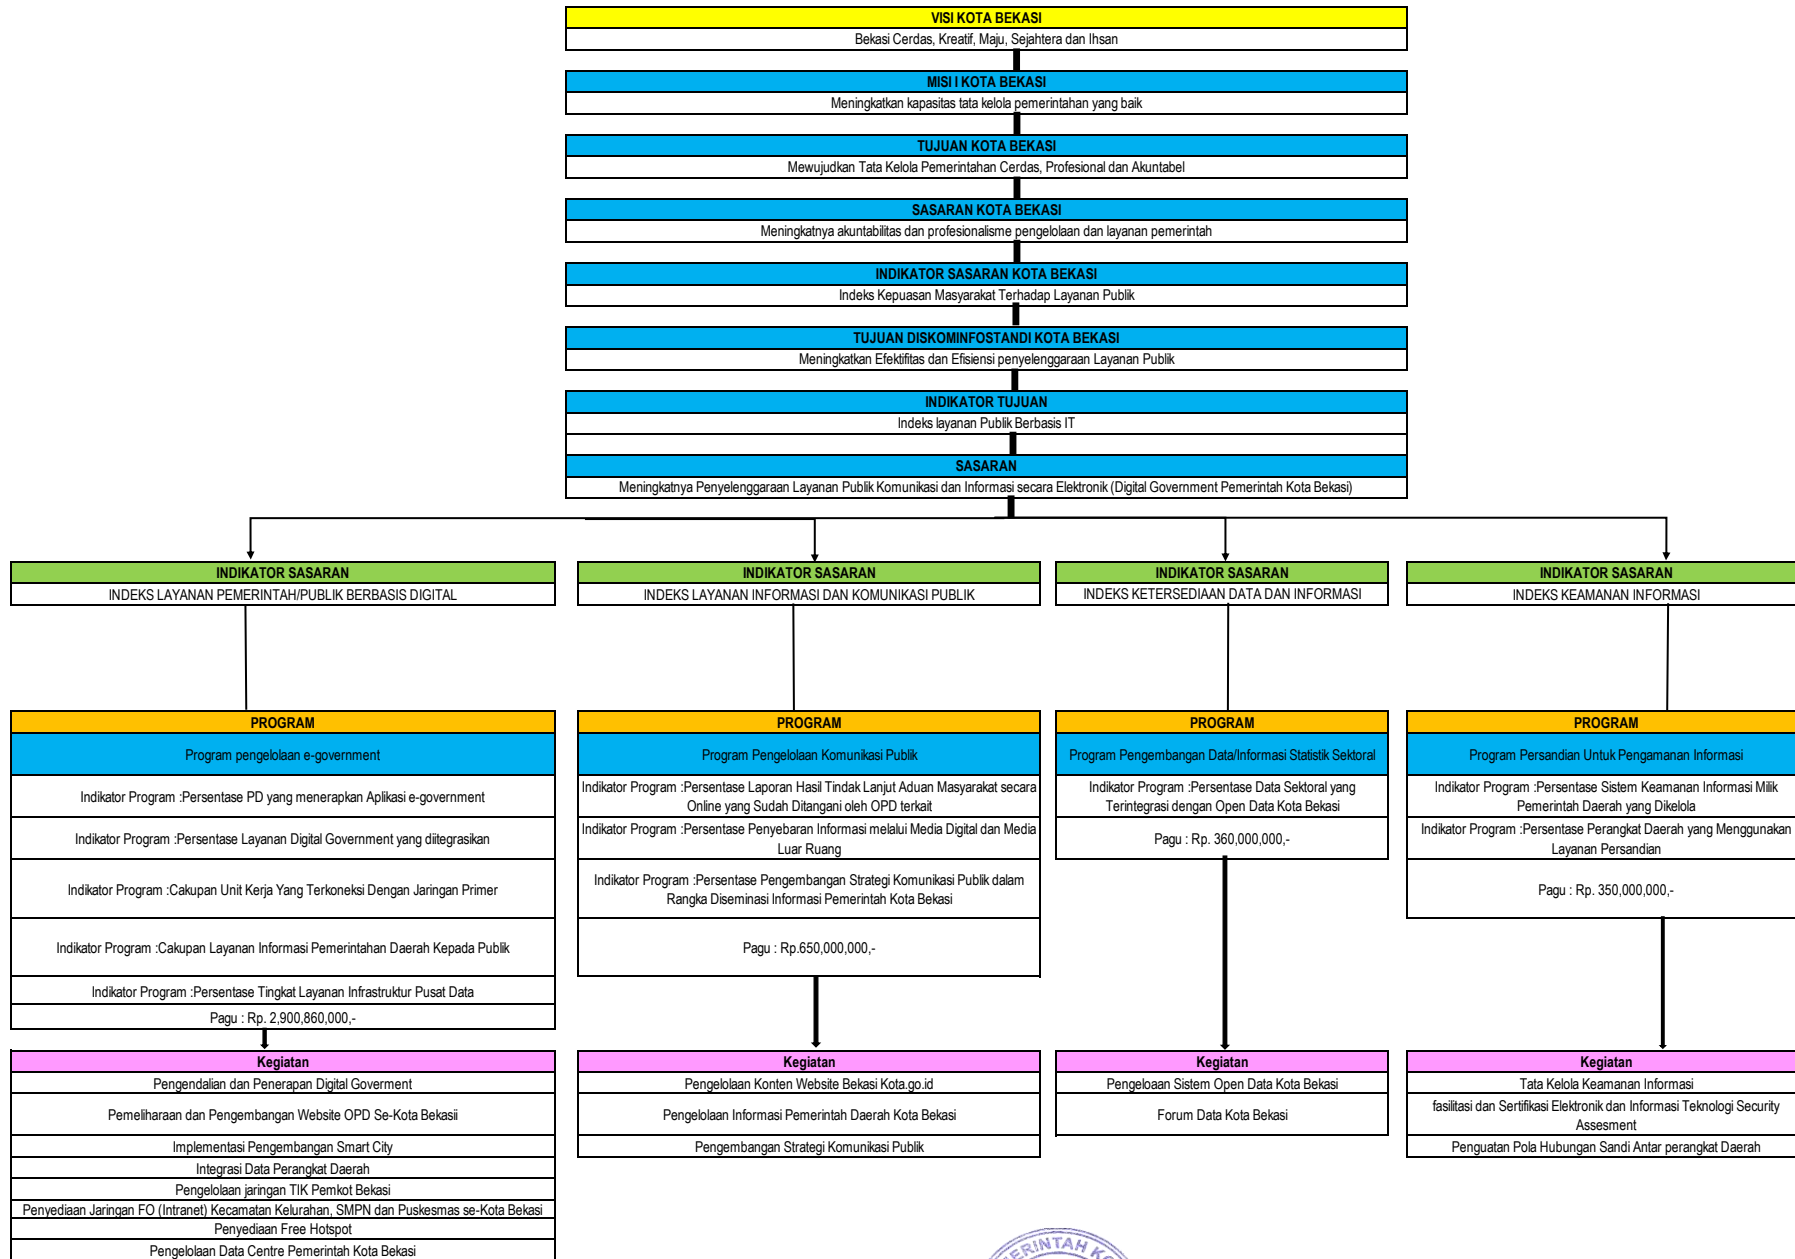 VISI KOTA BEKASI
Bekasi Cerdas, Kreatif, Maju, Sejahtera dan Ihsan
MISI I KOTA BEKASI
Meningkatkan kapasitas tata kelola pemerintahan yang baik
TUJUAN KOTA BEKASI
Mewujudkan Tata Kelola Pemerintahan Cerdas, Profesional dan Akuntabel
SASARAN KOTA BEKASI
Meningkatnya akuntabilitas dan profesionalisme pengelolaan dan layanan pemerintah
INDIKATOR SASARAN KOTA BEKASI
Indeks Kepuasan Masyarakat Terhadap Layanan Publik
TUJUAN DISKOMINFOSTANDI KOTA BEKASI
Meningkatkan Efektifitas dan Efisiensi penyelenggaraan Layanan Publik
INDIKATOR TUJUAN
Indeks layanan Publik Berbasis IT
SASARAN
Meningkatnya Penyelenggaraan Layanan Publik Komunikasi dan Informasi secara Elektronik (Digital Government Pemerintah Kota Bekasi)
INDIKATOR SASARAN
INDEKS LAYANAN PEMERINTAH/PUBLIK BERBASIS DIGITAL
INDIKATOR SASARAN
INDEKS LAYANAN INFORMASI DAN KOMUNIKASI PUBLIK
INDIKATOR SASARAN
INDEKS KETERSEDIAAN DATA DAN INFORMASI
INDIKATOR SASARAN
INDEKS KEAMANAN INFORMASI
PROGRAM
Program pengelolaan e-government
Indikator Program :Persentase PD yang menerapkan Aplikasi e-government
Indikator Program :Persentase Layanan Digital Government yang diitegrasikan
Indikator Program :Cakupan Unit Kerja Yang Terkoneksi Dengan Jaringan Primer
Indikator Program :Cakupan Layanan Informasi Pemerintahan Daerah Kepada Publik
Indikator Program :Persentase Tingkat Layanan Infrastruktur Pusat Data
Pagu : Rp. 2,900,860,000,-
PROGRAM
Program Pengelolaan Komunikasi Publik
Indikator Program :Persentase Laporan Hasil Tindak Lanjut Aduan Masyarakat secara
Online yang Sudah Ditangani oleh OPD terkait
Indikator Program :Persentase Penyebaran Informasi melalui Media Digital dan Media
Luar Ruang
Indikator Program :Persentase Pengembangan Strategi Komunikasi Publik dalam
Rangka Diseminasi Informasi Pemerintah Kota Bekasi
Pagu : Rp.650,000,000,-
PROGRAM
Program Pengembangan Data/Informasi Statistik Sektoral
Indikator Program :Persentase Data Sektoral yang
Terintegrasi dengan Open Data Kota Bekasi
Pagu : Rp. 360,000,000,-
PROGRAM
Program Persandian Untuk Pengamanan Informasi
Indikator Program :Persentase Sistem Keamanan Informasi Milik
Pemerintah Daerah yang Dikelola
Indikator Program :Persentase Perangkat Daerah yang Menggunakan
Layanan Persandian
Pagu : Rp. 350,000,000,-
Kegiatan
Pengendalian dan Penerapan Digital Goverment
Pemeliharaan dan Pengembangan Website OPD Se-Kota Bekasii
Implementasi Pengembangan Smart City
Integrasi Data Perangkat Daerah
Pengelolaan jaringan TIK Pemkot Bekasi
Penyediaan Jaringan FO (Intranet) Kecamatan Kelurahan, SMPN dan Puskesmas se-Kota Bekasi
Penyediaan Free Hotspot
Pengelolaan Data Centre Pemerintah Kota Bekasi
Kegiatan
Pengelolaan Konten Website Bekasi Kota.go.id
Pengelolaan Informasi Pemerintah Daerah Kota Bekasi
Pengembangan Strategi Komunikasi Publik
Kegiatan
Pengeloaan Sistem Open Data Kota Bekasi
Forum Data Kota Bekasi
Kegiatan
Tata Kelola Keamanan Informasi
fasilitasi dan Sertifikasi Elektronik dan Informasi Teknologi Security
Assesment
Penguatan Pola Hubungan Sandi Antar perangkat Daerah